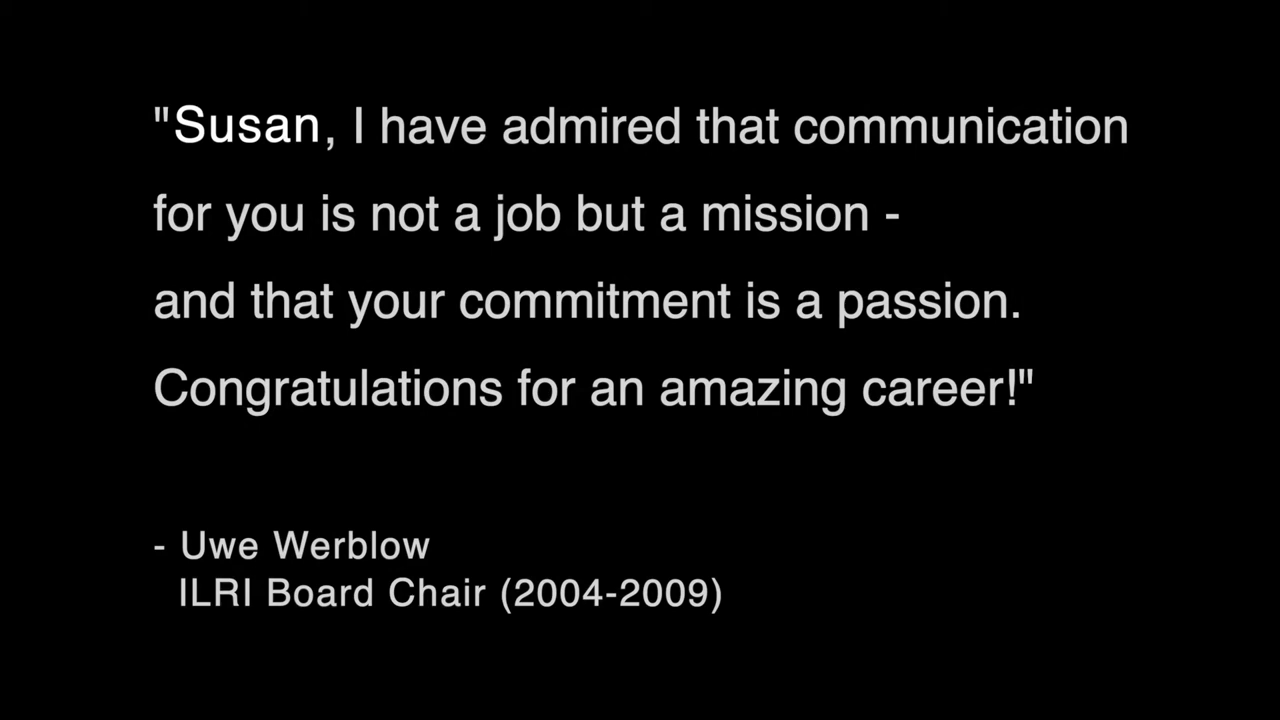 "Susan, I have admired that communication
for you is not a job but a mission -
and that your commitment is a passion.
Congratulations for an amazing career!"
- Uwe Werblow
ILRI Board Chair (2004-2009)